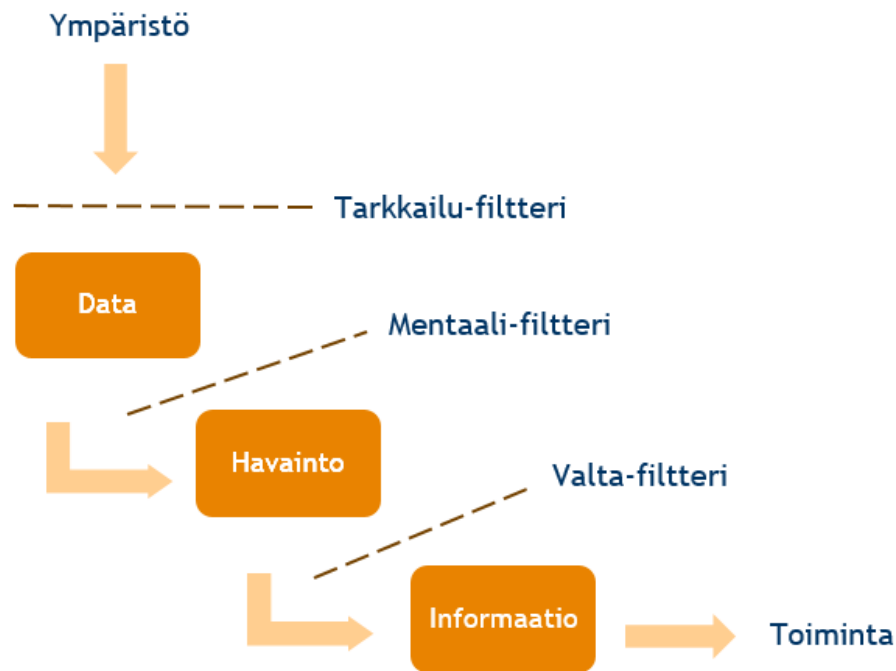 Ympäristö
Tarkkailu-filtteri
Data
Mentaali-filtteri
Havainto
Valta-filtteri
Informaatio
Toiminta